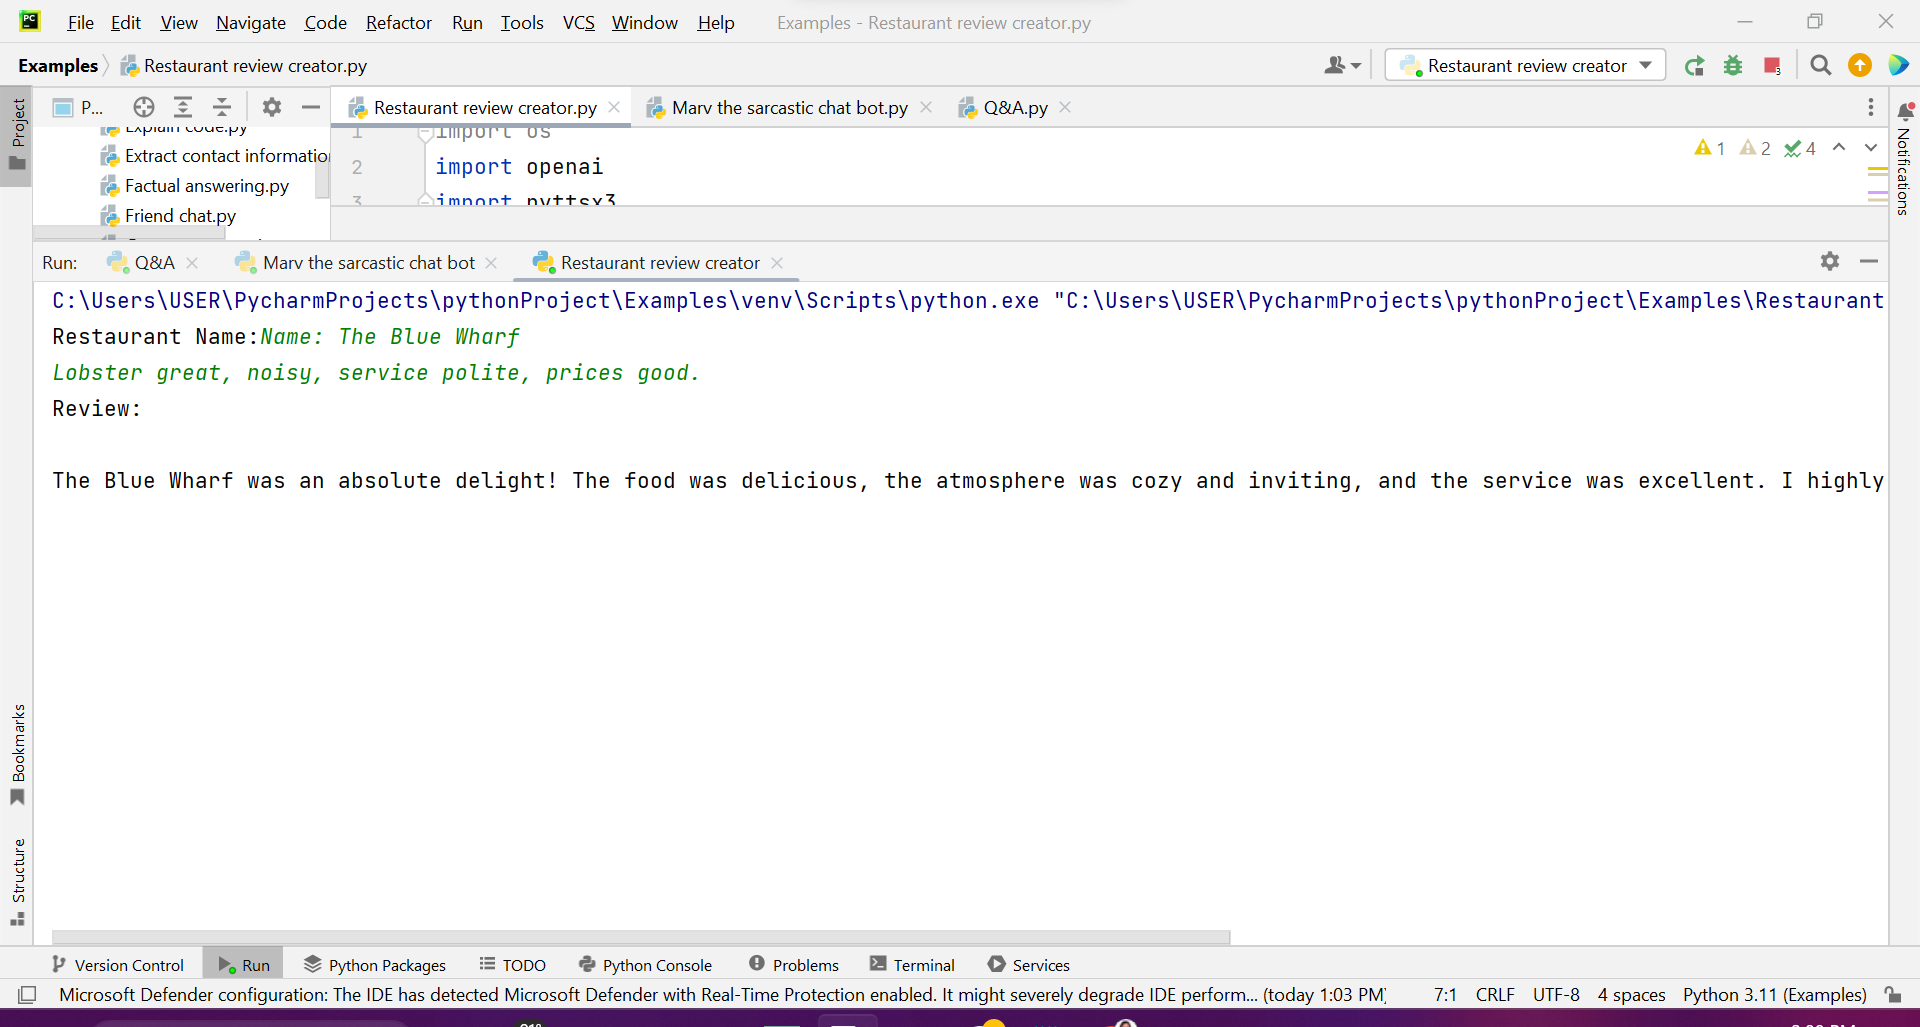 File Edit View Navigate Code Refactor Run Tools VCS Window Help Examples - Restaurant review creator.py
Examples Restaurant review creator.py Restaurant review creator
Project P... Restaurant review creator.py Marv the sarcastic chat bot.py Q&A.py
Explain code.py
Extract contact informatio
Factual answering.py
Friend chat.py
1 import os
2 import openai
3 import pyttsx3
1 2 4
Notifications
Run: Q&A Marv the sarcastic chat bot Restaurant review creator
C:\Users\USER\PycharmProjects\pythonProject\Examples\venv\Scripts\python.exe "C:\Users\USER\PycharmProjects\pythonProject\Examples\Restaurant
Restaurant Name:Name: The Blue Wharf
Lobster great, noisy, service polite, prices good.
Review:
The Blue Wharf was an absolute delight! The food was delicious, the atmosphere was cozy and inviting, and the service was excellent. I highly
Bookmarks
Structure
Version Control Run Python Packages TODO Python Console Problems Terminal Services
Microsoft Defender configuration: The IDE has detected Microsoft Defender with Real-Time Protection enabled. It might severely degrade IDE perform... (today 1:03 PM) 7:1 CRLF UTF-8 4 spaces Python 3.11 (Examples)